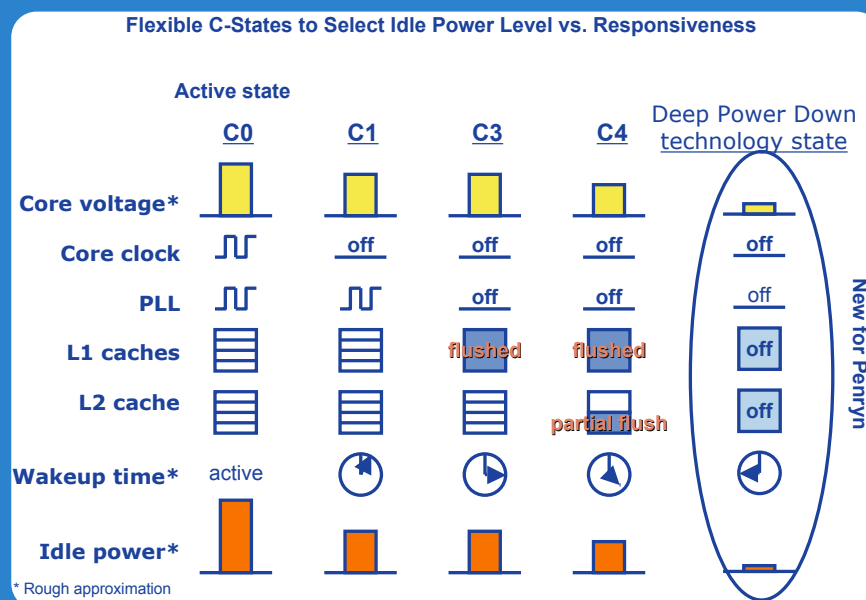 Flexible C-States to Select Idle Power Level vs. Responsiveness
Active state
Deep Power Down
technology state
C0 C1 C3 C4
Core voltage*
Core clock off off off off
PLL off off off
L1 caches flushed flushed off
L2 cache partial flush off
Wakeup time* active
Idle power*
* Rough approximation
New for Penryn